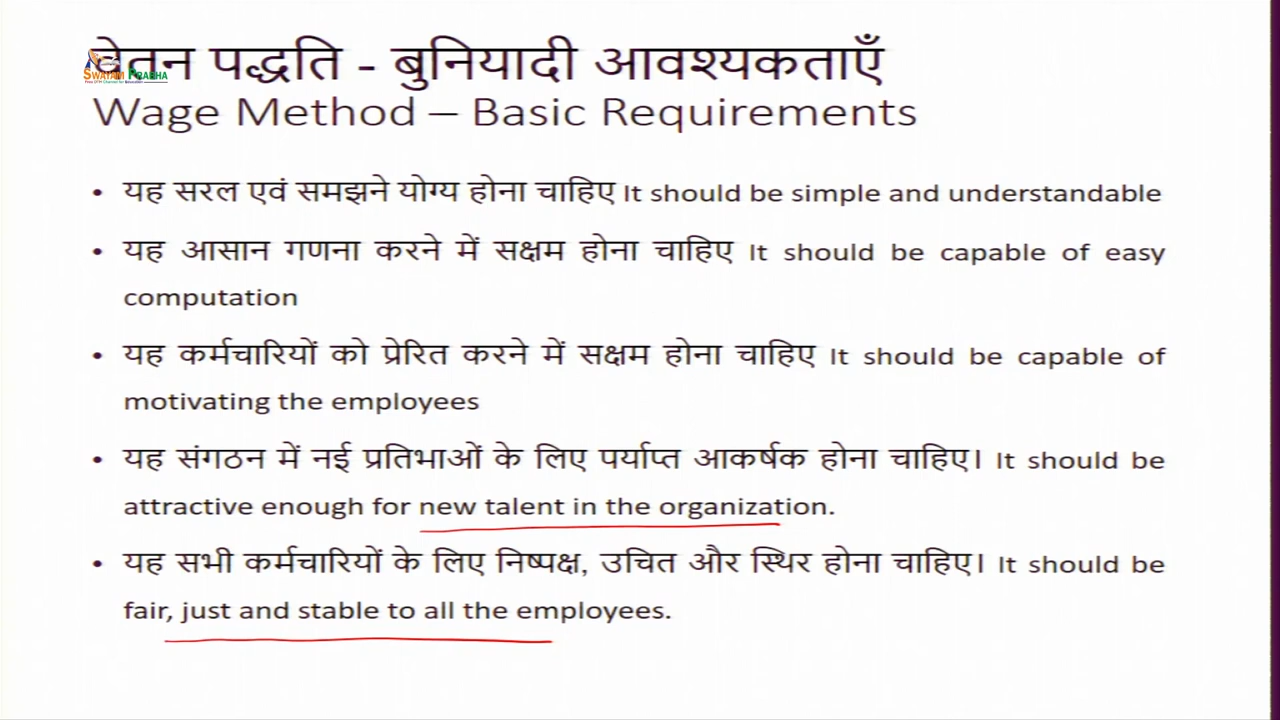 वेतन पद्धति - बुनियादी आवश्यकताएँ
SWAYAM PRABHA
Wage Method – Basic Requirements
• यह सरल एवं समझने योग्य होना चाहिए It should be simple and understandable
• यह आसान गणना करने में सक्षम होना चाहिए It should be capable of easy
computation
• यह कर्मचारियों को प्रेरित करने में सक्षम होना चाहिए It should be capable of
motivating the employees
• यह संगठन में नई प्रतिभाओं के लिए पर्याप्त आकर्षक होना चाहिए। It should be
attractive enough for new talent in the organization.
• यह सभी कर्मचारियों के लिए निष्पक्ष, उचित और स्थिर होना चाहिए। It should be
fair, just and stable to all the employees.